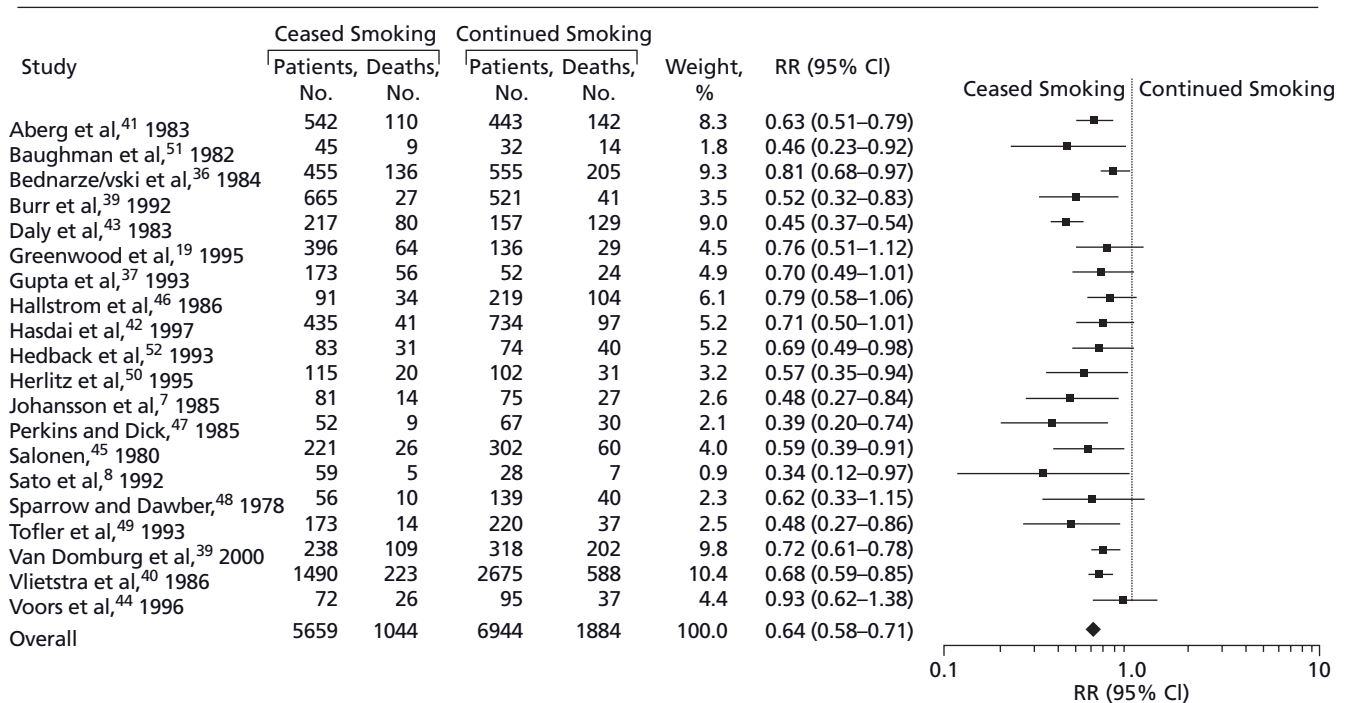 Ceased Smoking Continued Smoking
Study Patients, Deaths, Patients, Deaths, Weight, RR (95% Cl)
No. No. No. No. %
Ceased Smoking Continued Smoking
Aberg et al,41 1983 542 110 443 142 8.3 0.63 (0.51–0.79)
Baughman et al,51 1982 45 9 32 14 1.8 0.46 (0.23–0.92)
Bednarze/vski et al,36 1984 455 136 555 205 9.3 0.81 (0.68–0.97)
Burr et al,39 1992 665 27 521 41 3.5 0.52 (0.32–0.83)
Daly et al,43 1983 217 80 157 129 9.0 0.45 (0.37–0.54)
Greenwood et al,19 1995 396 64 136 29 4.5 0.76 (0.51–1.12)
Gupta et al,37 1993 173 56 52 24 4.9 0.70 (0.49–1.01)
Hallstrom et al,46 1986 91 34 219 104 6.1 0.79 (0.58–1.06)
Hasdai et al,42 1997 435 41 734 97 5.2 0.71 (0.50–1.01)
Hedback et al,52 1993 83 31 74 40 5.2 0.69 (0.49–0.98)
Herlitz et al,50 1995 115 20 102 31 3.2 0.57 (0.35–0.94)
Johansson et al,7 1985 81 14 75 27 2.6 0.48 (0.27–0.84)
Perkins and Dick,47 1985 52 9 67 30 2.1 0.39 (0.20–0.74)
Salonen,45 1980 221 26 302 60 4.0 0.59 (0.39–0.91)
Sato et al,8 1992 59 5 28 7 0.9 0.34 (0.12–0.97)
Sparrow and Dawber,48 1978 56 10 139 40 2.3 0.62 (0.33–1.15)
Tofler et al,49 1993 173 14 220 37 2.5 0.48 (0.27–0.86)
Van Domburg et al,39 2000 238 109 318 202 9.8 0.72 (0.61–0.78)
Vlietstra et al,40 1986 1490 223 2675 588 10.4 0.68 (0.59–0.85)
Voors et al,44 1996 72 26 95 37 4.4 0.93 (0.62–1.38)
Overall 5659 1044 6944 1884 100.0 0.64 (0.58–0.71)
0.1 1.0 10
RR (95% Cl)